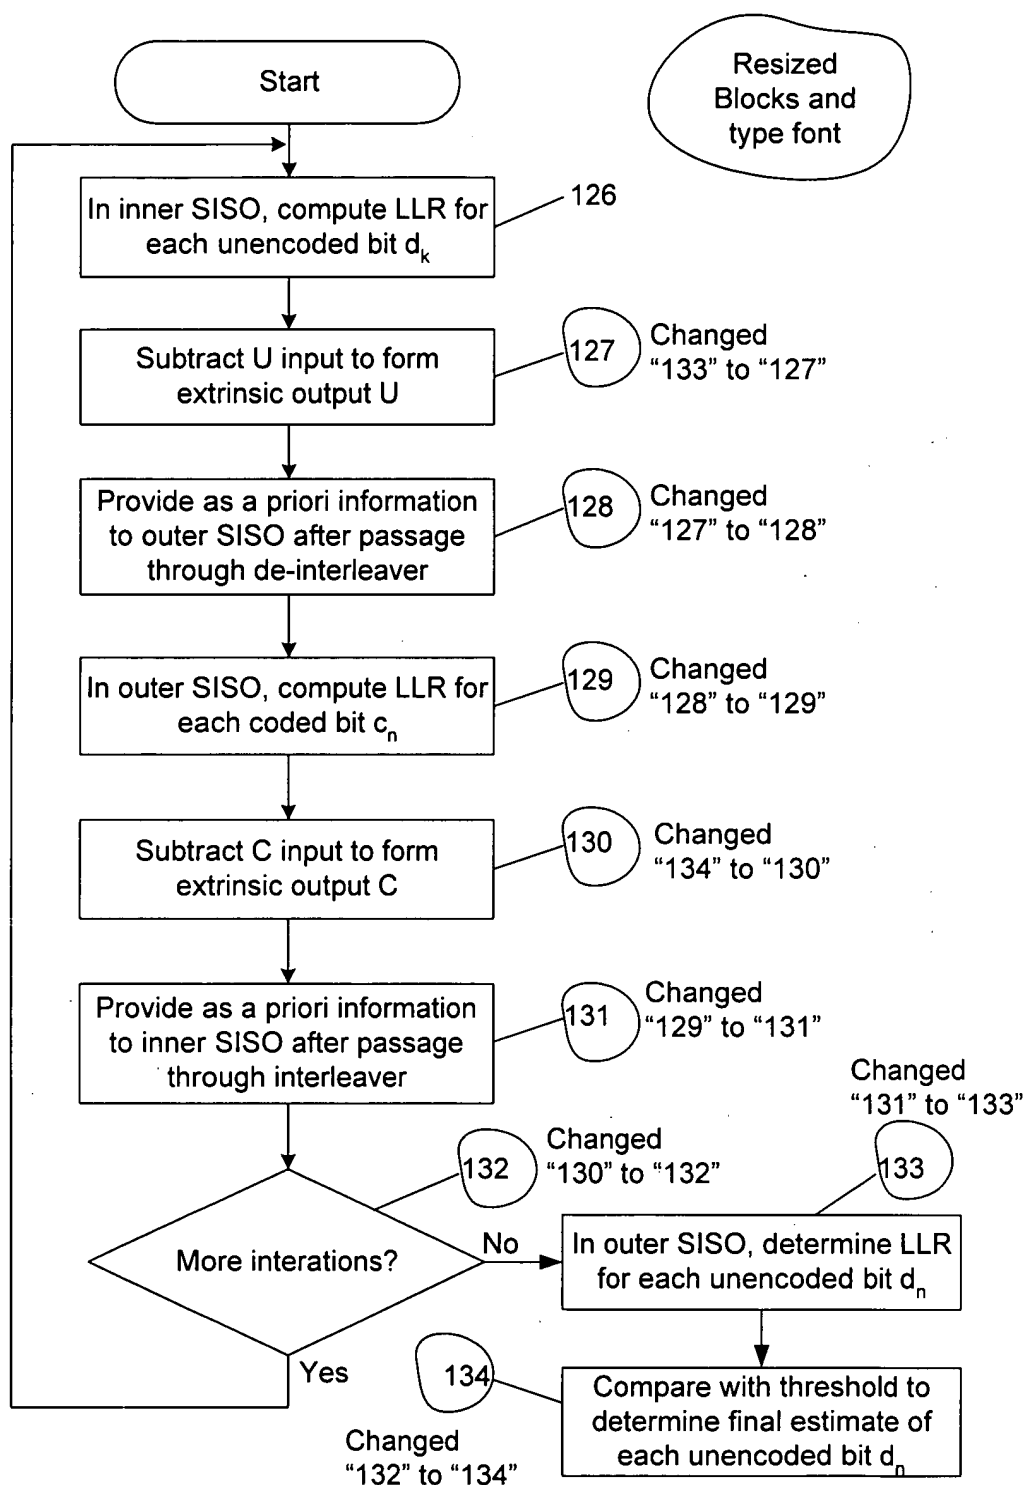 Start
Resized
Blocks and
type font
In inner SISO, compute LLR for
each unencoded bit dk
126
Subtract U input to form
extrinsic output U
127
Changed
“133” to “127”
Provide as a priori information
to outer SISO after passage
through de-interleaver
128
Changed
“127” to “128”
In outer SISO, compute LLR for
each coded bit cn
129
Changed
“128” to “129”
Subtract C input to form
extrinsic output C
130
Changed
“134” to “130”
Provide as a priori information
to inner SISO after passage
through interleaver
131
Changed
“129” to “131”
More interations?
132
Changed
“130” to “132”
No
Yes
Changed
“131” to “133”
133
In outer SISO, determine LLR
for each unencoded bit dn
134
Changed
“132” to “134”
Compare with threshold to
determine final estimate of
each unencoded bit dn